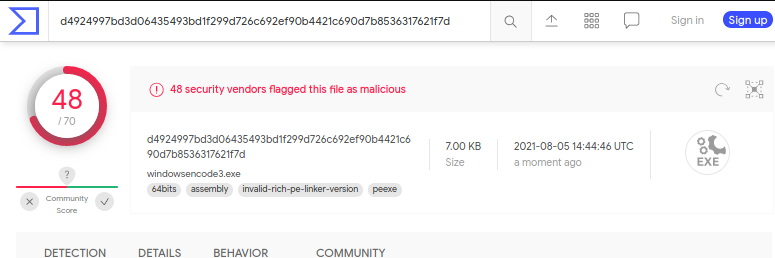 d4924997bd3d06435493bd1f299d726c692ef90b4421c690d7b8536317621f7d
Sign in
Sign up
48
/ 70
48 security vendors flagged this file as malicious
d4924997bd3d06435493bd1f299d726c692ef90b4421c6
90d7b8536317621f7d
windowsencode3.exe
64bits assembly invalid-rich-pe-linker-version peexe
7.00 KB
Size
2021-08-05 14:44:46 UTC
a moment ago
EXE
?
Community
Score
DETECTION DETAILS BEHAVIOR COMMUNITY